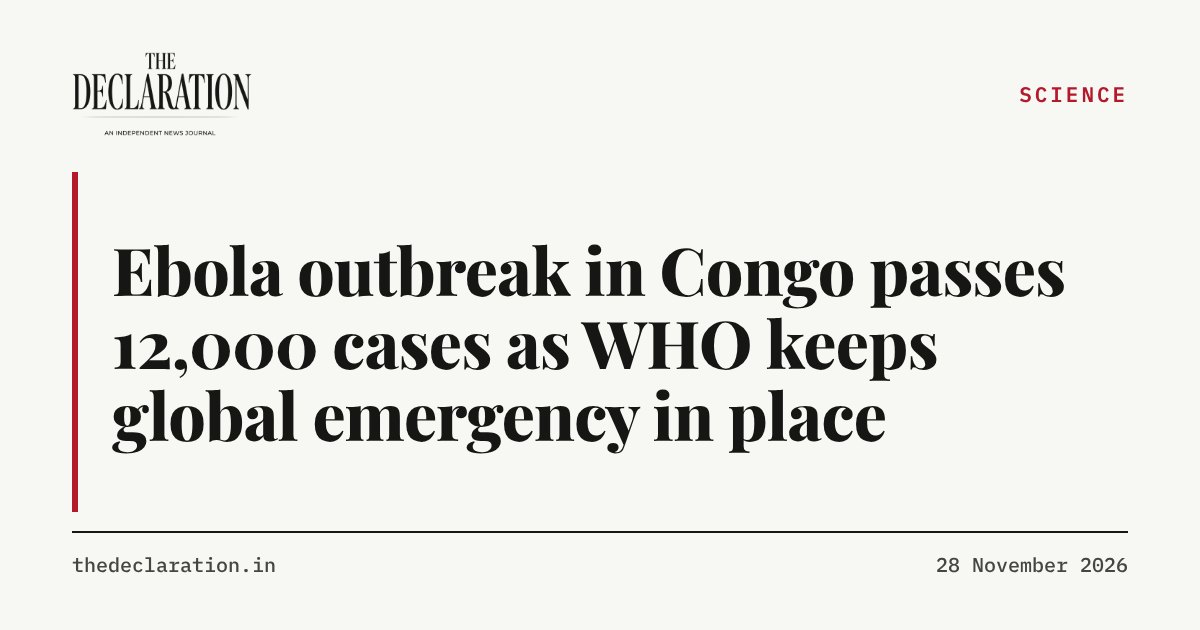 THE
DECLARATION
AN INDEPENDENT NEWS JOURNAL
SCIENCE
Ebola outbreak in Congo passes
12,000 cases as WHO keeps
global emergency in place
thedeclaration.in
28 November 2026